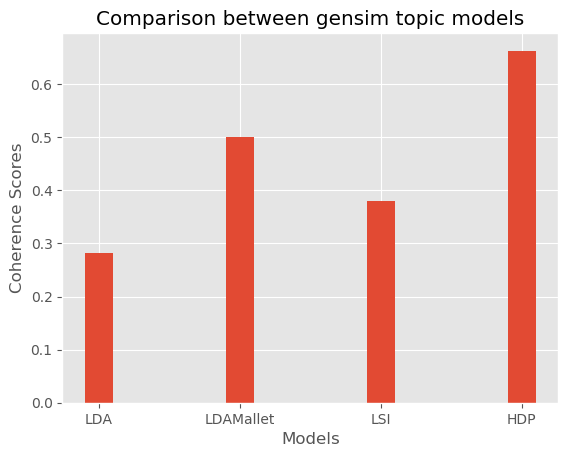 Comparison between gensim topic models
Coherence Scores
0.6
0.5
0.4
0.3
0.2
0.1
0.0
LDA
LDAMallet
LSI
HDP
Models